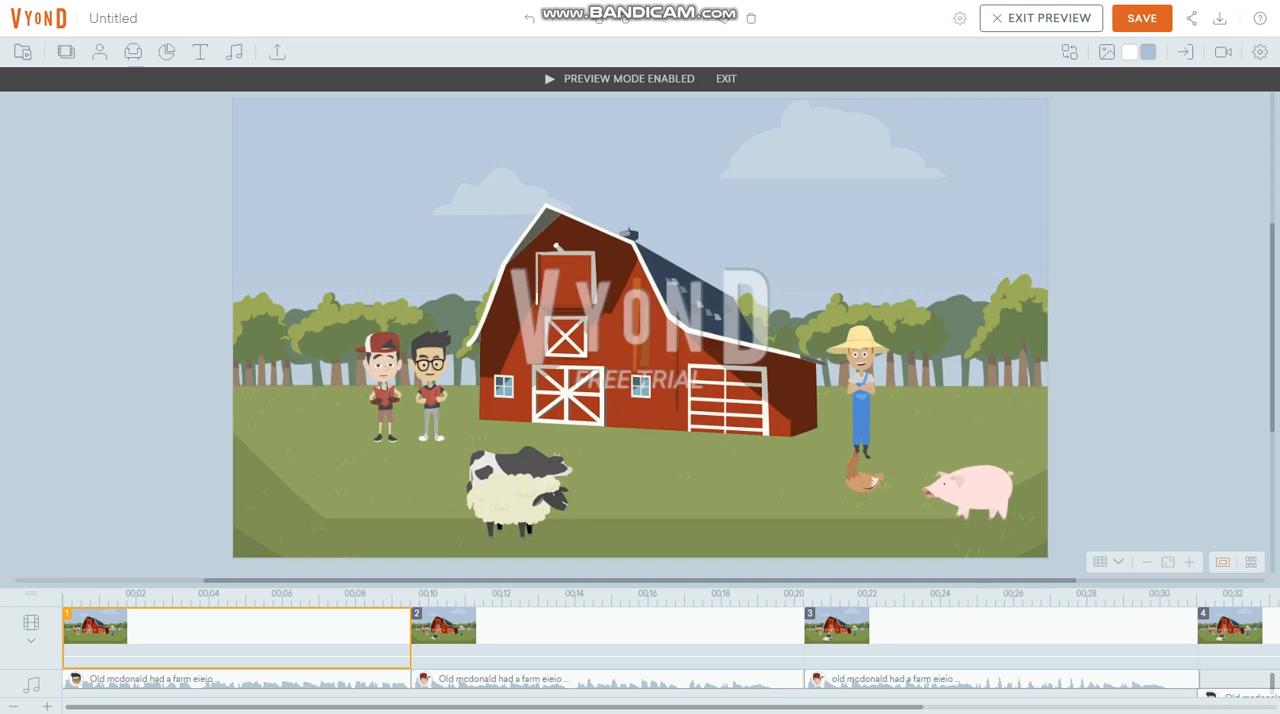 VYOND Untitled www.BANDICAM.com EXIT PREVIEW SAVE
PREVIEW MODE ENABLED EXIT
VYOND
FREE TRIAL
00:02 00:04 00:06 00:08 00:10 00:12 00:14 00:16 00:18 00:20 00:22 00:24 00:26 00:28 00:30 00:32
1 2 3 4
Old mcdonald had a farm eieio Old mcdonald had a farm eieio ... old mcdonald had a farm eieio ...